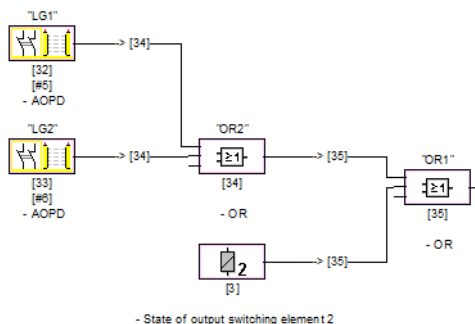 "LG1"
-> [34]
[32]
[#5]
- AOPD
"LG2"
"OR2"
-> [34]
-> [35]
"OR1"
≥1
[33]
[34]
≥1
[#6]
[35]
- AOPD
- OR
- OR
2
-> [35]
[3]
- State of output switching element 2